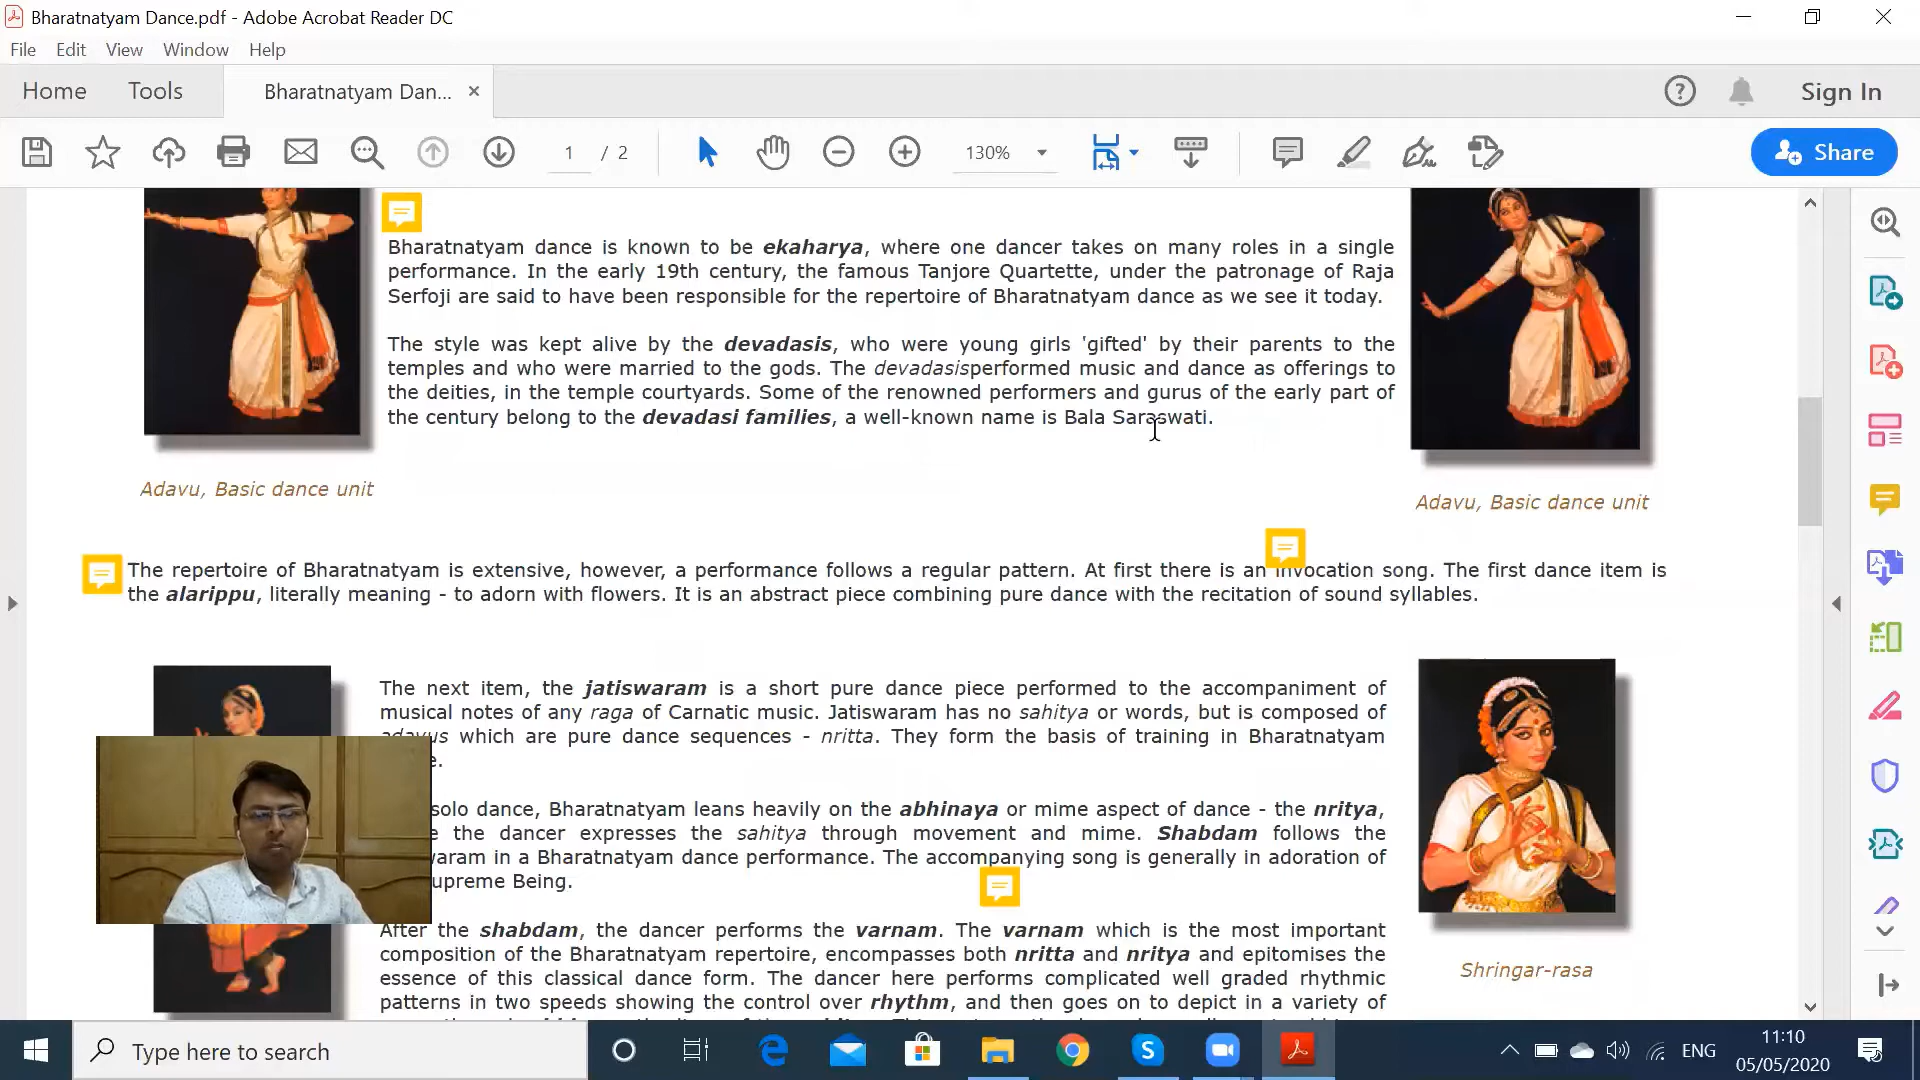 Bharatnatyam Dance.pdf - Adobe Acrobat Reader DC
File Edit View Window Help
Home Tools Bharatnatyam Dan... × Sign In
1 / 2 130% Share
Bharatnatyam dance is known to be ekaharya, where one dancer takes on many roles in a single
performance. In the early 19th century, the famous Tanjore Quartette, under the patronage of Raja
Serfoji are said to have been responsible for the repertoire of Bharatnatyam dance as we see it today.
The style was kept alive by the devadasis, who were young girls 'gifted' by their parents to the
temples and who were married to the gods. The devadasisperformed music and dance as offerings to
the deities, in the temple courtyards. Some of the renowned performers and gurus of the early part of
the century belong to the devadasi families, a well-known name is Bala Saraswati.
Adavu, Basic dance unit
Adavu, Basic dance unit
The repertoire of Bharatnatyam is extensive, however, a performance follows a regular pattern. At first there is an invocation song. The first dance item is
the alarippu, literally meaning - to adorn with flowers. It is an abstract piece combining pure dance with the recitation of sound syllables.
The next item, the jatiswaram is a short pure dance piece performed to the accompaniment of
musical notes of any raga of Carnatic music. Jatiswaram has no sahitya or words, but is composed of
adavus which are pure dance sequences - nritta. They form the basis of training in Bharatnatyam
solo dance, Bharatnatyam leans heavily on the abhinaya or mime aspect of dance - the nritya,
the dancer expresses the sahitya through movement and mime. Shabdam follows the
in a Bharatnatyam dance performance. The accompanying song is generally in adoration of
upreme Being.
After the shabdam, the dancer performs the varnam. The varnam which is the most important
composition of the Bharatnatyam repertoire, encompasses both nritta and nritya and epitomises the
essence of this classical dance form. The dancer here performs complicated well graded rhythmic
patterns in two speeds showing the control over rhythm, and then goes on to depict in a variety of
Shringar-rasa
Type here to search
ENG
11:10
05/05/2020